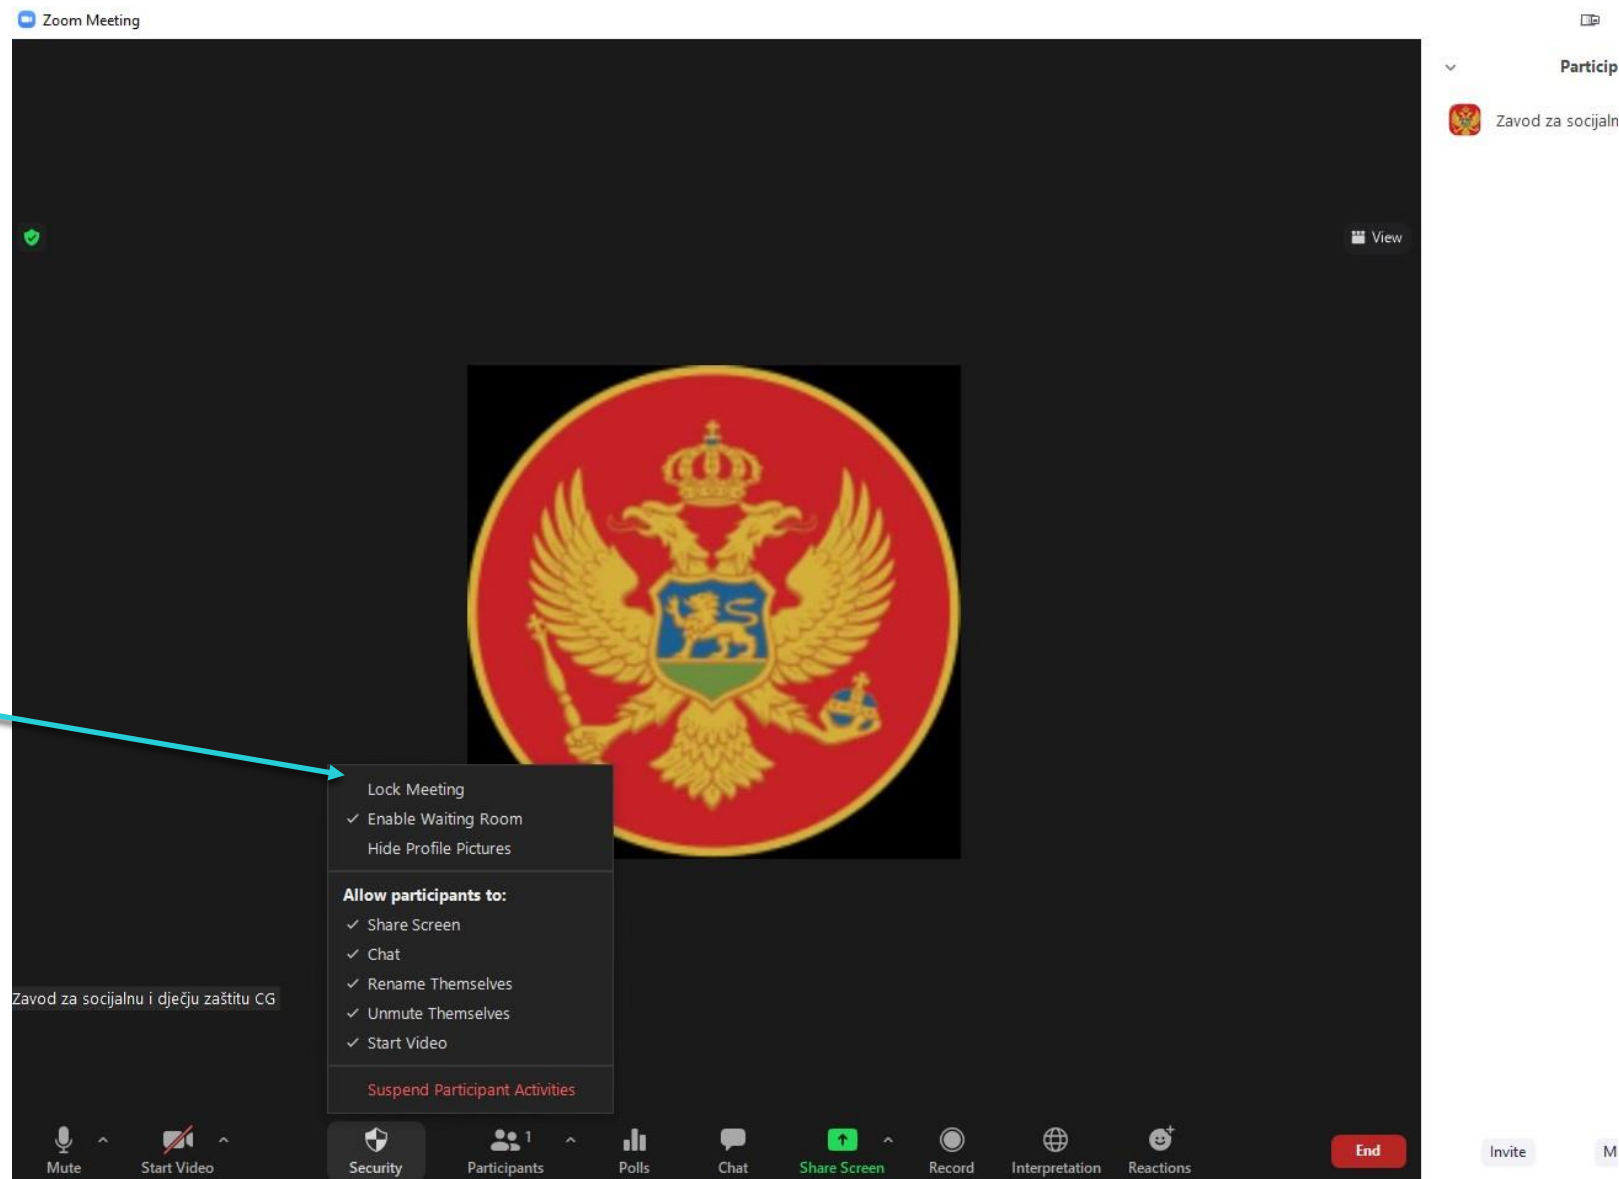 Zoom Meeting
Zavod za
View
Lock Meeting
Enable Waiting Room
Hide Profile Pictures
Allow participants to:
Share Screen
Chat
Rename Themselves
Unmute Themselves
Start Video
Suspend Participant Activities
Zavod za socijalnu i dječju zaštitu CG
Mute
Start Video
Security
Participants
1
Polls
Chat
Share Screen
Record
Interpretation
Reactions
End
Invite